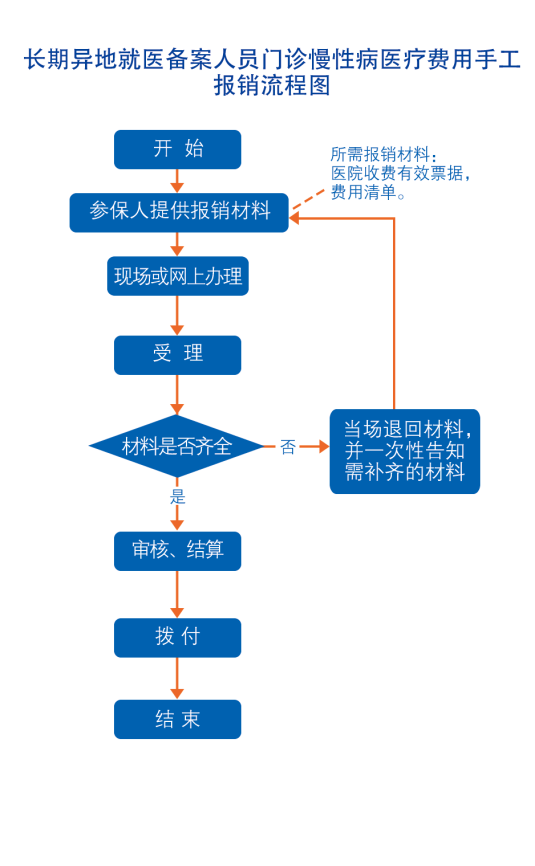 长期异地就医备案人员门诊慢性病医疗费用手工
报销流程图
开 始
所需报销材料：
医院收费有效票据，
费用清单。
参保人提供报销材料
现场或网上办理
受 理
材料是否齐全
否
当场退回材料，
并一次性告知
需补齐的材料
是
审核、结算
拨 付
结 束